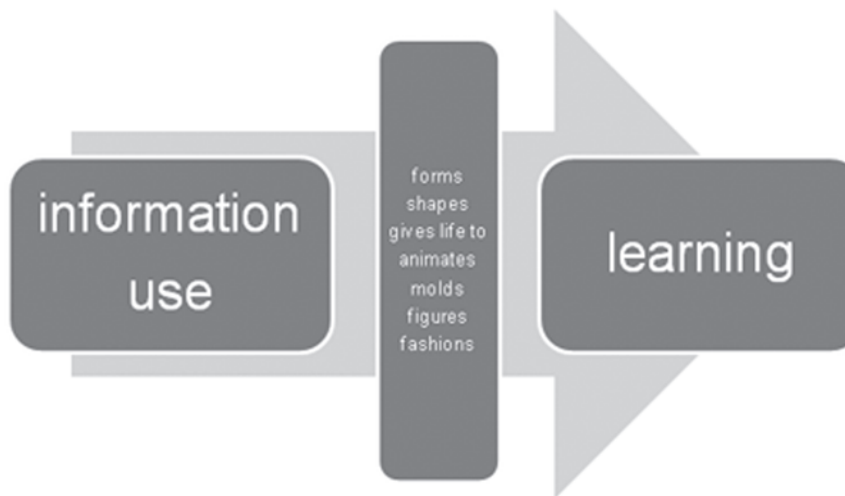 information
use
forms
shapes
gives life to
animates
molds
figures
fashions
learning